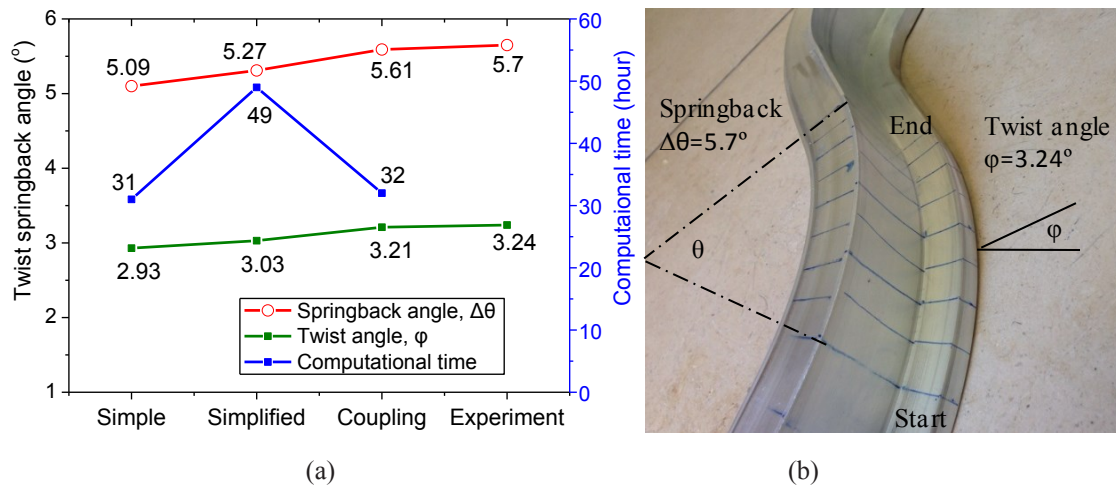 Twist springback angle (°)
6
5
4
3
2
1
5.09
5.27
5.61
5.7
31
49
32
2.93
3.03
3.21
3.24
Springback angle, Δθ
Twist angle, φ
Computational time
Simple
Simplified
Coupling
Experiment
60
50
40
30
20
10
0
Computaional time (hour)
(a)
Springback
Δθ=5.7°
θ
End
Twist angle
φ=3.24°
φ
Start
(b)